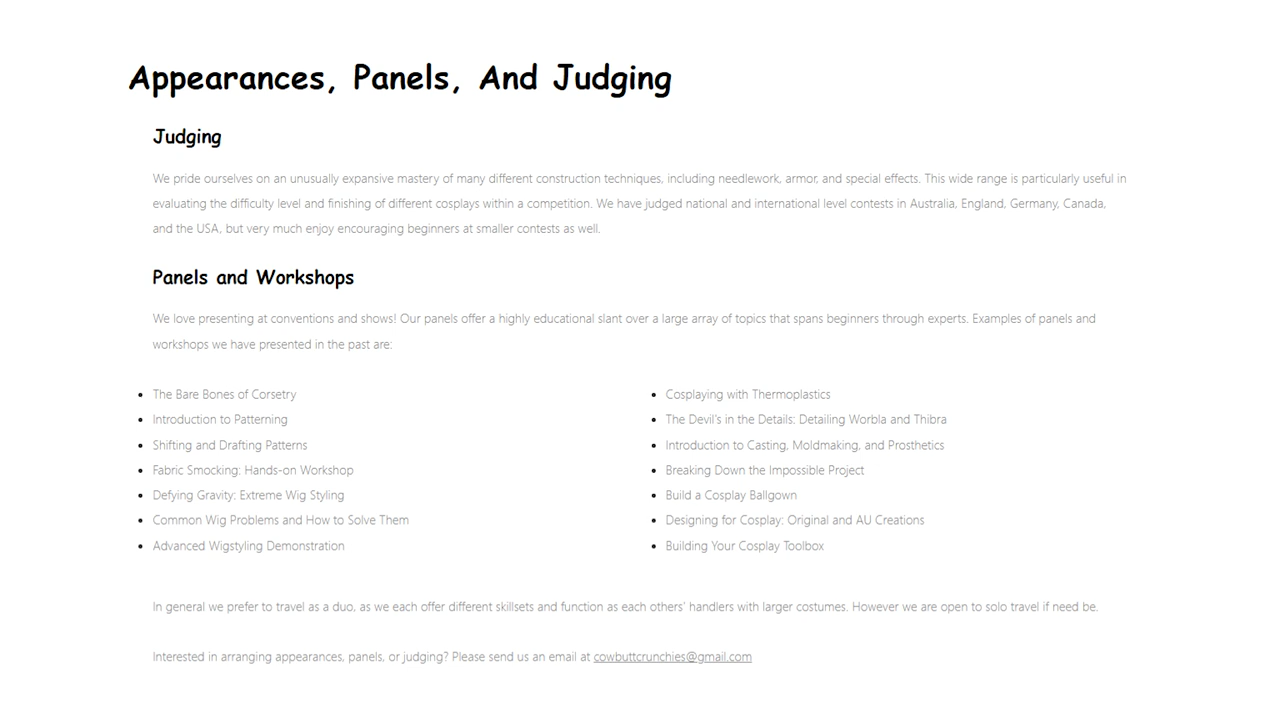 Appearances, Panels, And Judging
Judging
We pride ourselves on an unusually expansive mastery of many different construction techniques, including needlework, armor, and special effects. This wide range is particularly useful in
evaluating the difficulty level and finishing of different cosplays within a competition. We have judged national and international level contests in Australia, England, Germany, Canada,
and the USA, but very much enjoy encouraging beginners at smaller contests as well.
Panels and Workshops
We love presenting at conventions and shows! Our panels offer a highly educational slant over a large array of topics that spans beginners through experts. Examples of panels and
workshops we have presented in the past are:
• The Bare Bones of Corsetry
• Introduction to Patterning
• Shifting and Drafting Patterns
• Fabric Smocking: Hands-on Workshop
• Defying Gravity: Extreme Wig Styling
• Common Wig Problems and How to Solve Them
• Advanced Wigstyling Demonstration
• Cosplaying with Thermoplastics
• The Devil's in the Details: Detailing Worbla and Thibra
• Introduction to Casting, Moldmaking, and Prosthetics
• Breaking Down the Impossible Project
• Build a Cosplay Ballgown
• Designing for Cosplay: Original and AU Creations
• Building Your Cosplay Toolbox
In general we prefer to travel as a duo, as we each offer different skillsets and function as each others' handlers with larger costumes. However we are open to solo travel if need be.
Interested in arranging appearances, panels, or judging? Please send us an email at cowbuttcrunchies@gmail.com